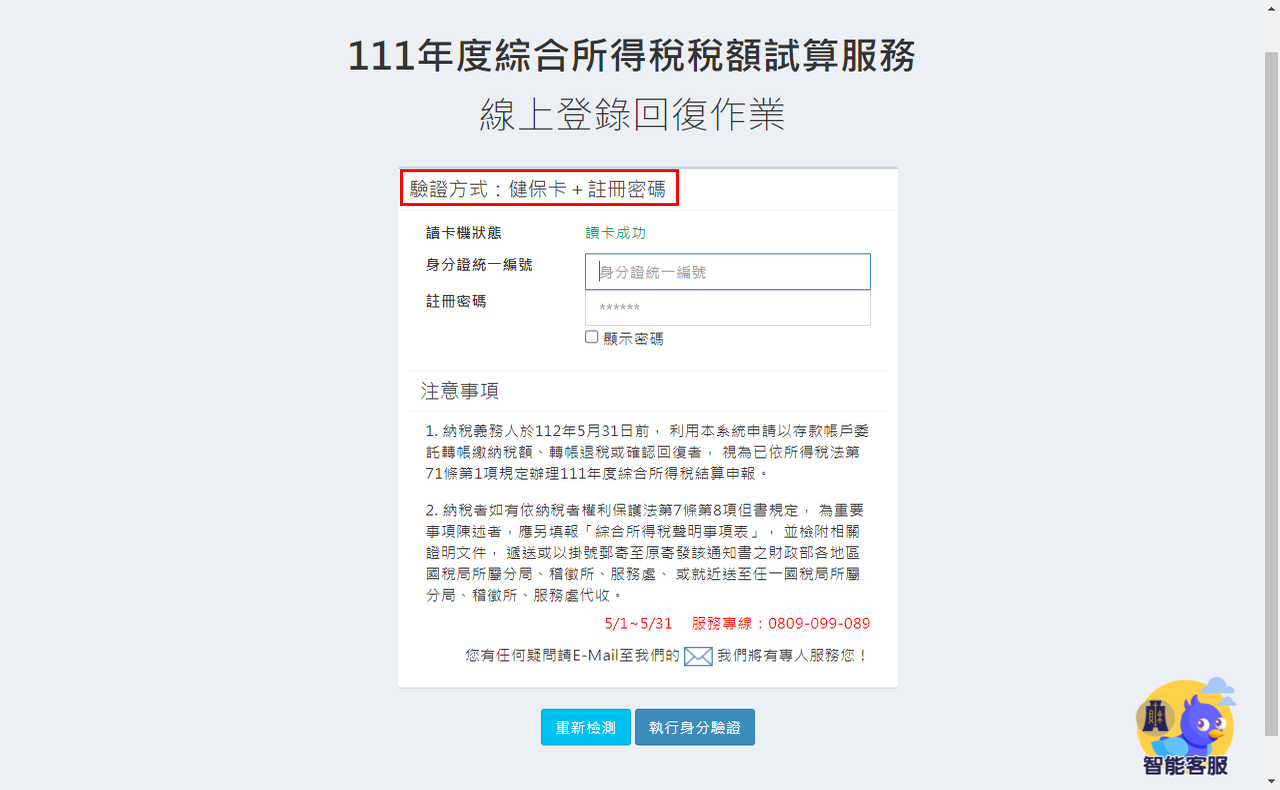 111年度綜合所得稅稅額試算服務
線上登錄回復作業
驗證方式：健保卡＋註冊密碼
讀卡機狀態
讀卡成功
身分證統一編號
身分證統一編號
註冊密碼
******
顯示密碼
注意事項
1. 納稅義務人於112年5月31日前， 利用本系統申請以存款帳戶委
託轉帳繳納稅額、轉帳退稅或確認回復者， 視為已依所得稅法第
71條第1項規定辦理111年度綜合所得稅結算申報。
2. 納稅者如有依納稅者權利保護法第7條第8項但書規定， 為重要
事項陳述者，應另填報「綜合所得稅聲明事項表」， 並檢附相關
證明文件， 遞送或以掛號郵寄至原寄發該通知書之財政部各地區
國稅局所屬分局、稽徵所、服務處、 或就近送至任一國稅局所屬
分局、稽徵所、服務處代收。
5/1~5/31 服務專線：0809-099-089
您有任何疑問請E-Mail至我們的 我們將有專人服務您！
重新檢測
執行身分驗證
智能客服